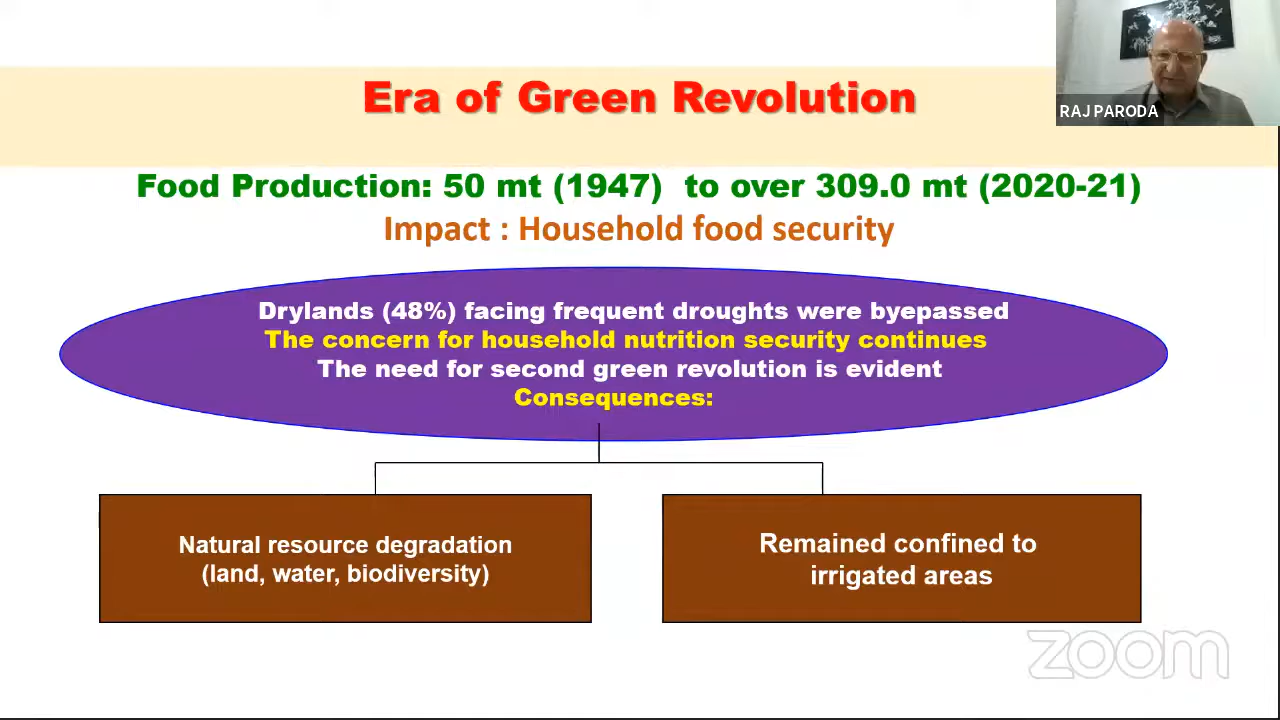 Era of Green Revolution
RAJ PARODA
Food Production: 50 mt (1947) to over 309.0 mt (2020-21)
Impact : Household food security
Drylands (48%) facing frequent droughts were byepassed
The concern for household nutrition security continues
The need for second green revolution is evident
Consequences:
Natural resource degradation
(land, water, biodiversity)
Remained confined to
irrigated areas
zoom